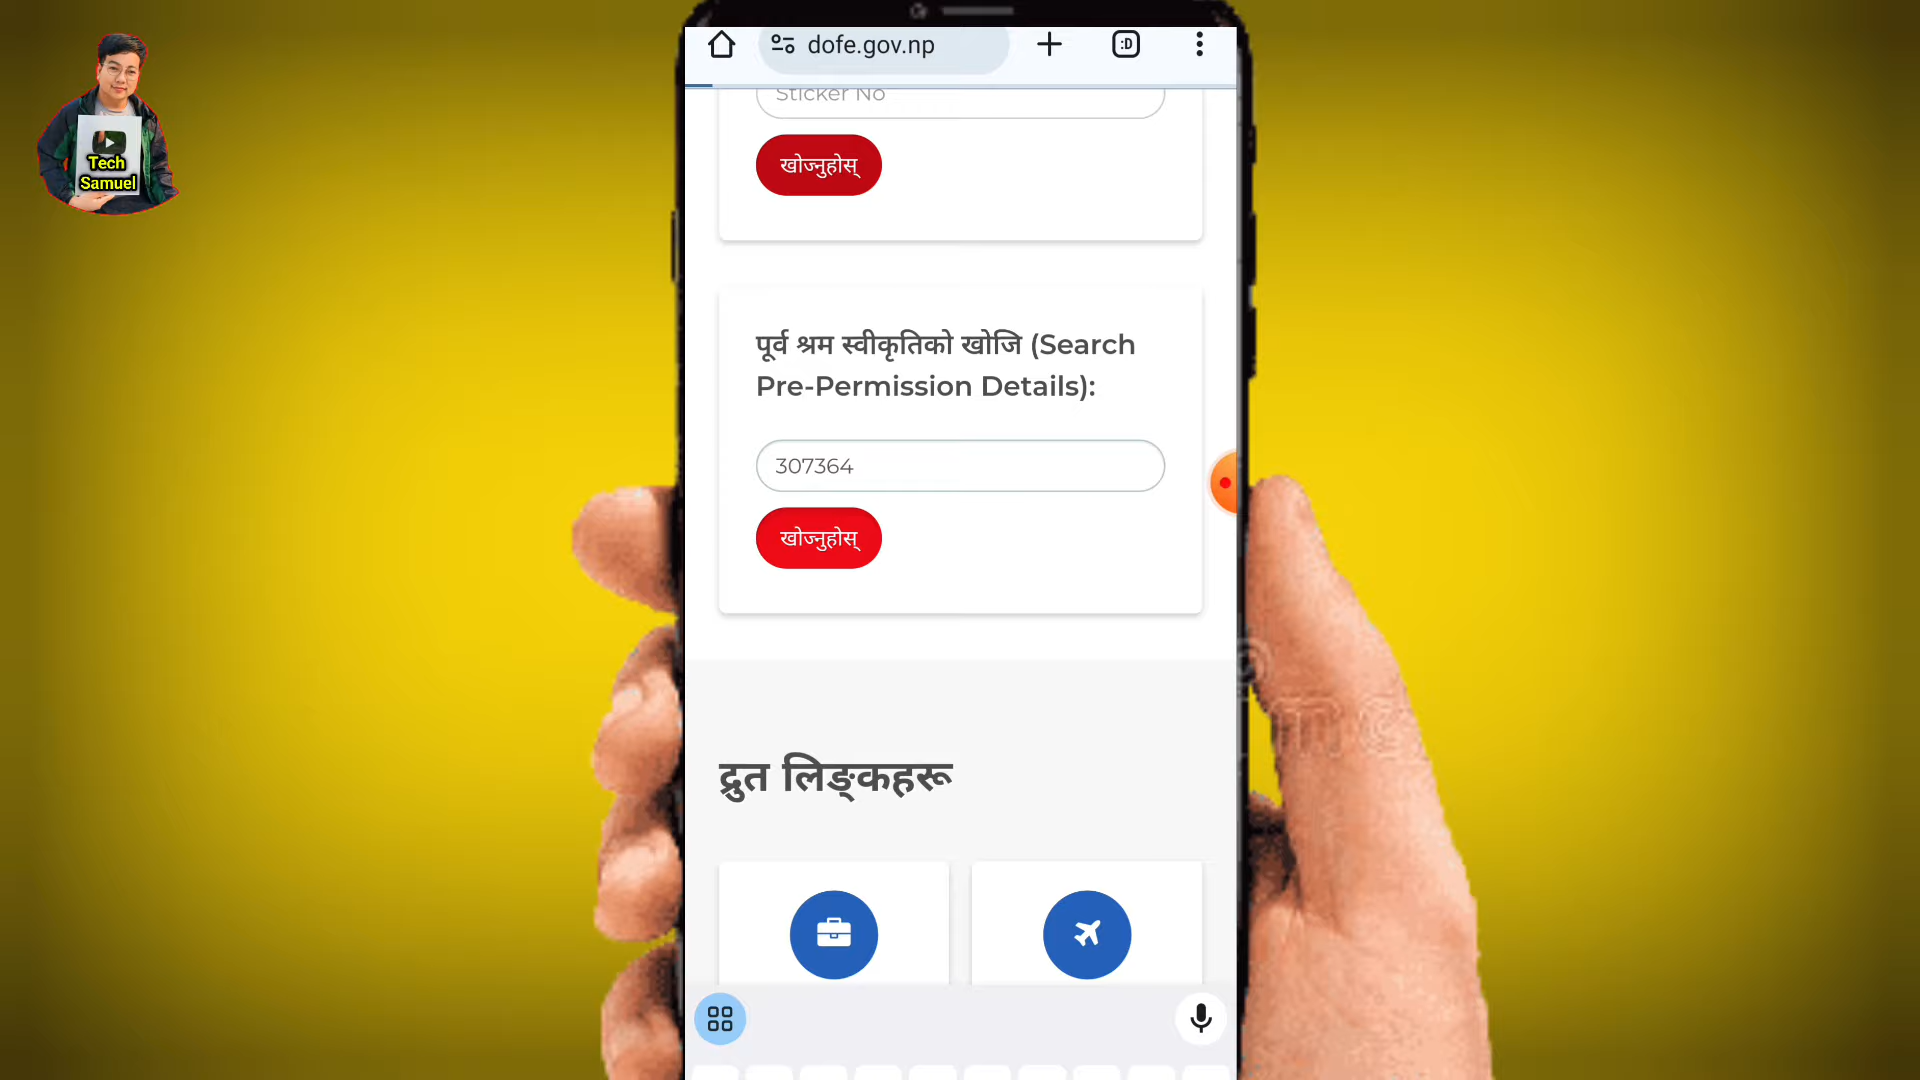 dofe.gov.np
:D
Sticker No
खोज्नुहोस्
पूर्व श्रम स्वीकृतिको खोजि (Search
Pre-Permission Details):
307364
खोज्नुहोस्
द्रुत लिङ्कहरू
Tech
Samuel